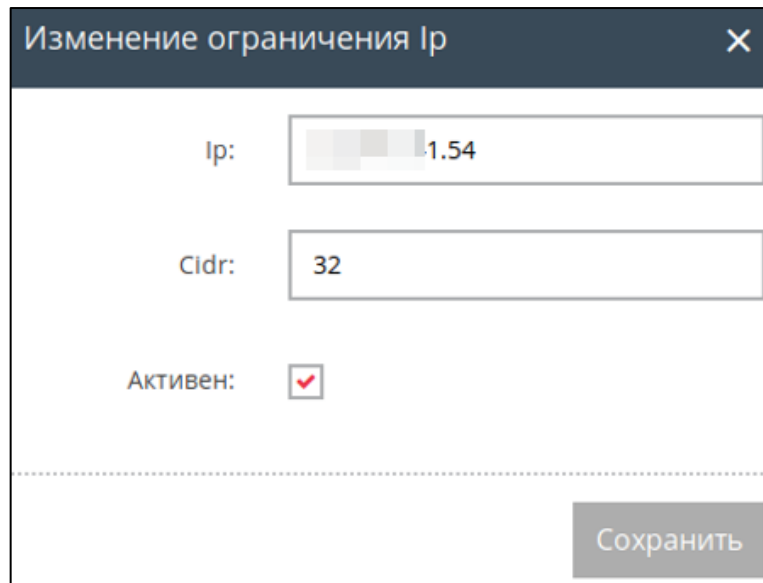 Изменение ограничения Ip
Ip: 1.54
Cidr: 32
Активен:
Сохранить